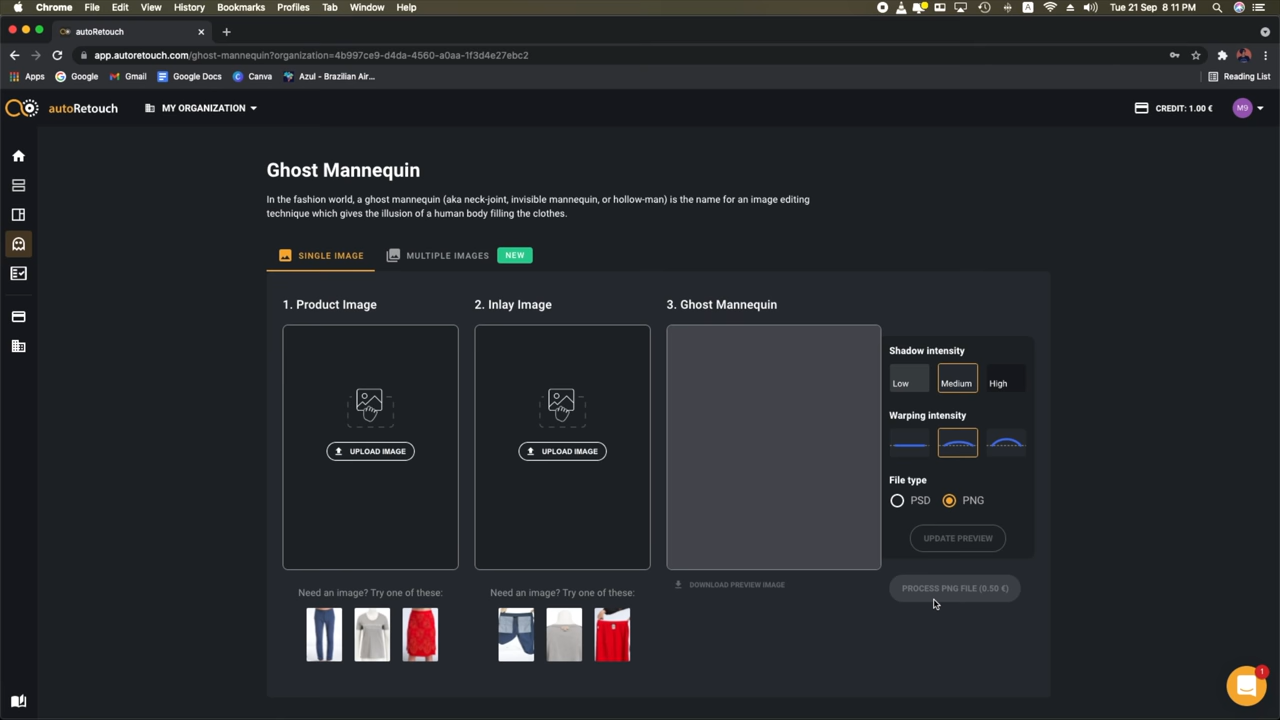 Chrome File Edit View History Bookmarks Profiles Tab Window Help
A Tue 21 Sep 8:11 PM
autoRetouch
app.autoretouch.com/ghost-mannequin?organization=4b997ce9-d4da-4560-a0aa-1f3d4e27ebc2
Apps Google Gmail Google Docs Canva Azul - Brazilian Air... Reading List
autoRetouch MY ORGANIZATION CREDIT: 1.00 € M9
Ghost Mannequin
In the fashion world, a ghost mannequin (aka neck-joint, invisible mannequin, or hollow-man) is the name for an image editing
technique which gives the illusion of a human body filling the clothes.
SINGLE IMAGE MULTIPLE IMAGES NEW
1. Product Image 2. Inlay Image 3. Ghost Mannequin
Shadow intensity
Low Medium High
Warping intensity
UPLOAD IMAGE UPLOAD IMAGE
File type
PSD PNG
UPDATE PREVIEW
DOWNLOAD PREVIEW IMAGE
PROCESS PNG FILE (0.50 €)
Need an image? Try one of these: Need an image? Try one of these:
1